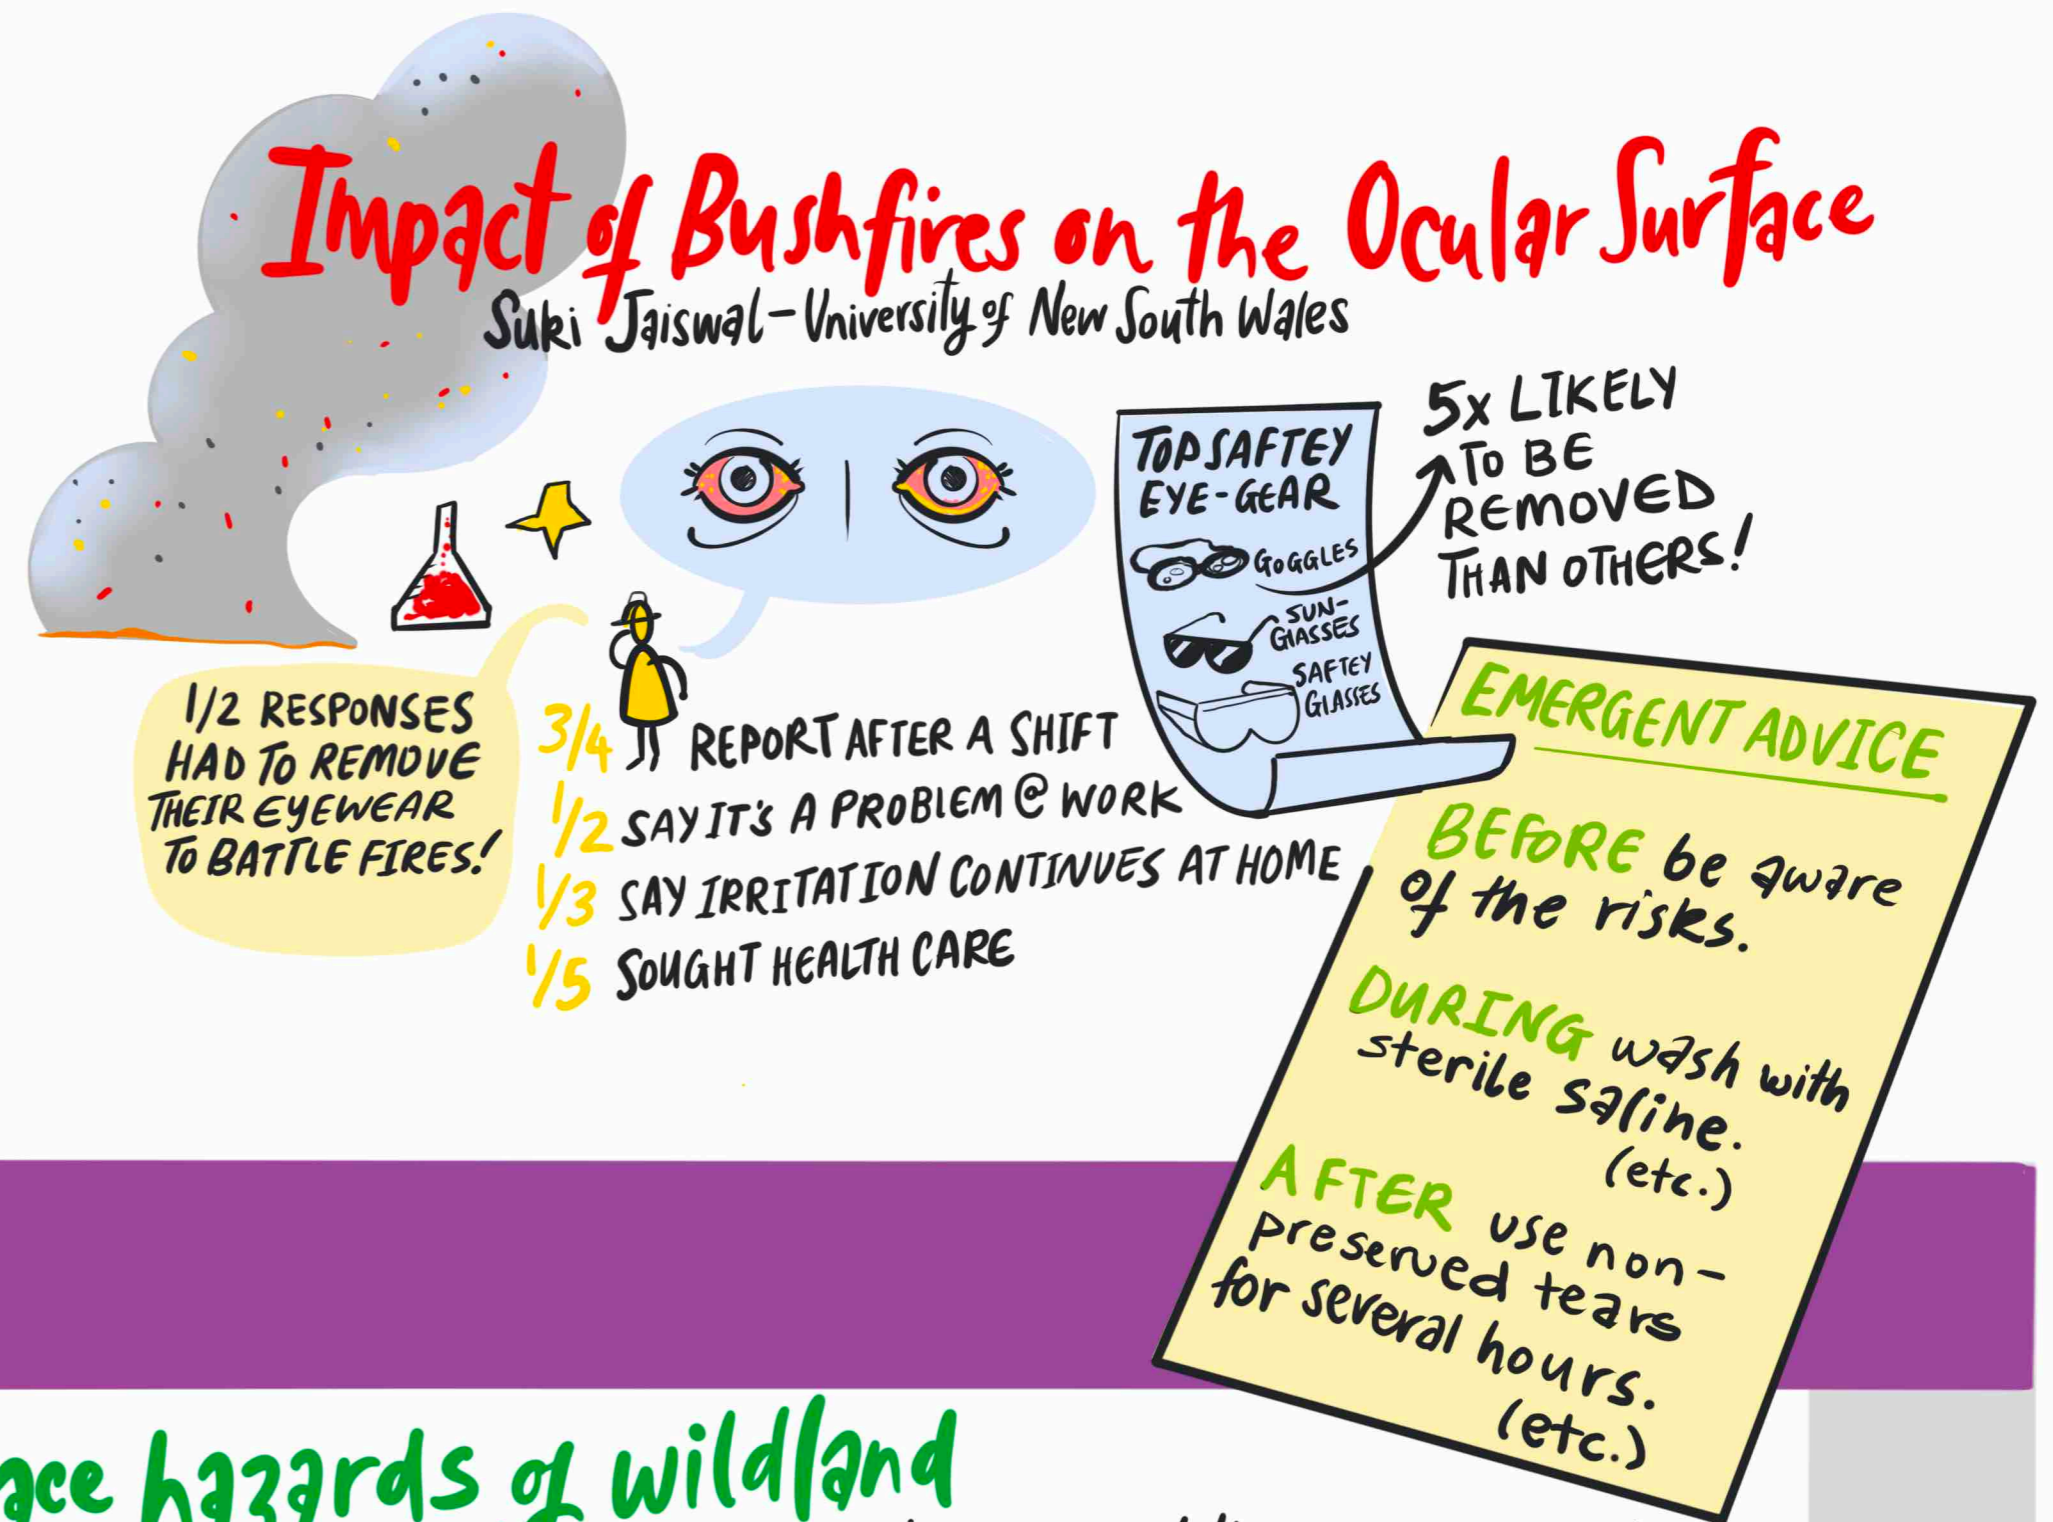 Impact of Bushfires on the Ocular Surface
Suki Jaiswal - University of New South Wales
TOP SAFTEY
EYE-GEAR
GOGGLES
SUN-
GLASSES
SAFTEY
GLASSES
5x LIKELY
TO BE
REMOVED
THAN OTHERS!
1/2 RESPONSES
HAD TO REMOVE
THEIR EYEWEAR
TO BATTLE FIRES!
3/4 REPORT AFTER A SHIFT
1/2 SAY IT'S A PROBLEM @ WORK
1/3 SAY IRRITATION CONTINUES AT HOME
1/5 SOUGHT HEALTH CARE
EMERGENT ADVICE
BEFORE be aware
of the risks.
DURING wash with
sterile saline.
(etc.)
AFTER use non-
preserved tears
for several hours.
(etc.)
ace hazards of wildland